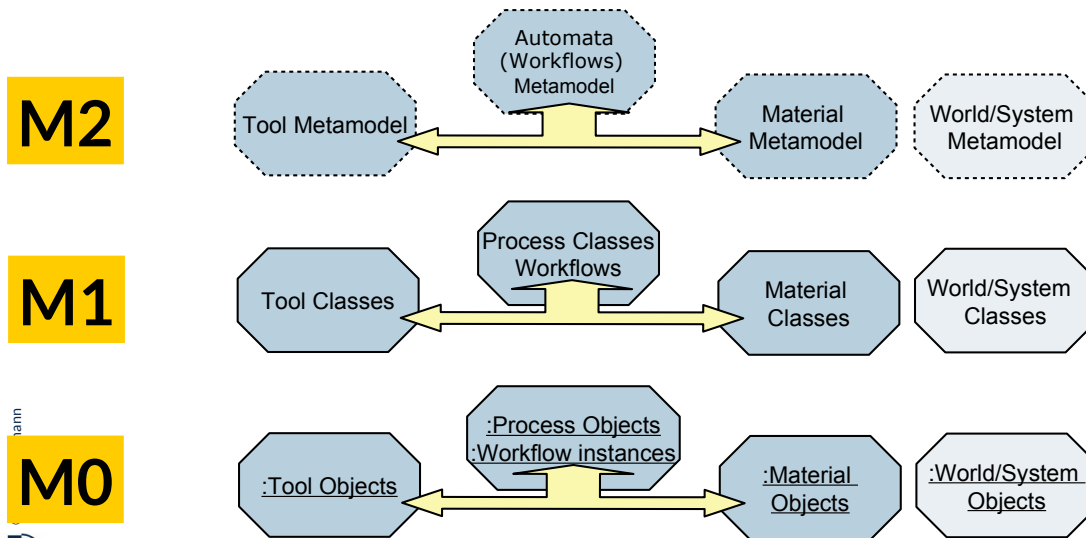 M2
Automata
(Workflows)
Metamodel
Tool Metamodel
Material
Metamodel
World/System
Metamodel
M1
Process Classes
Workflows
Tool Classes
Material
Classes
World/System
Classes
M0
:Process Objects
:Workflow instances
:Tool Objects
:Material
Objects
:World/System
Objects
mann